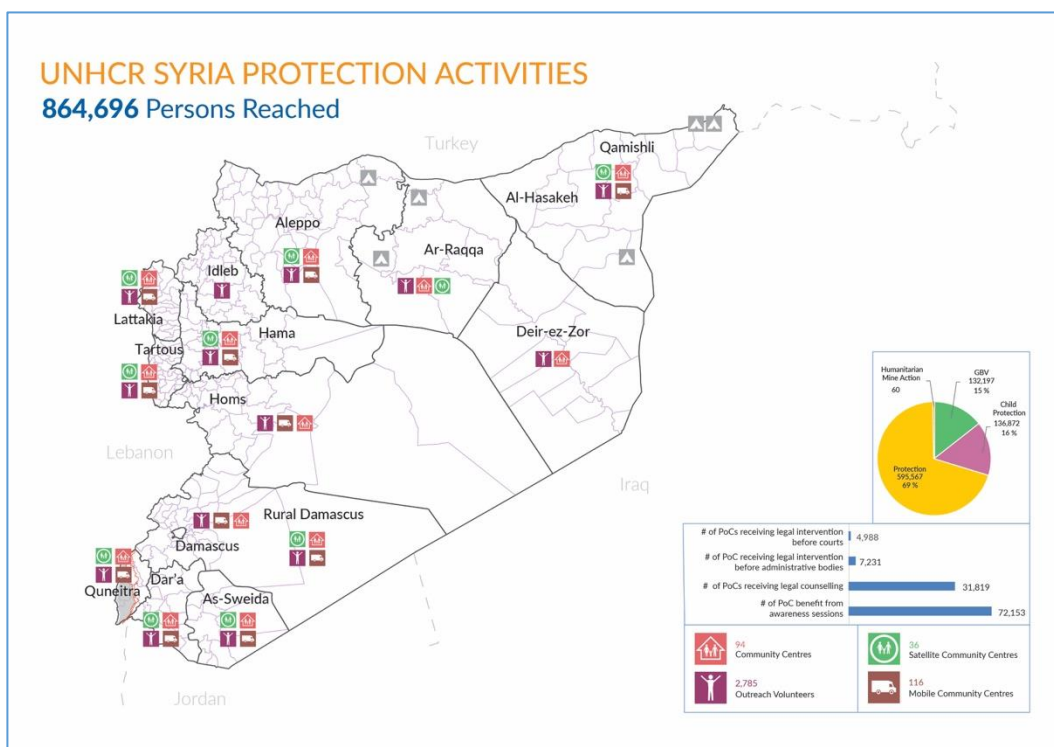 UNHCR SYRIA PROTECTION ACTIVITIES
864,696 Persons Reached
Turkey
Qamishli
Al-Hasakeh
Aleppo
Ar-Raqqa
Idleb
Lattakia
Hama
Deir-ez-Zor
Tartous
Homs
Lebanon
Iraq
Rural Damascus
Damascus
Dar'a
Quneitra
As-Sweida
Jordan
Humanitarian
Mine Action
60
GBV
132,197
15 %
Child
Protection
136,872
16 %
Protection
595,567
69 %
# of PoCs receiving legal intervention
before courts
4,988
# of PoC receiving legal intervention
before administrative bodies
7,231
# of PoCs receiving legal counselling
31,819
# of PoC benefit from
awareness sessions
72,153
94
Community Centres
36
Satellite Community Centres
2,785
Outreach Volunteers
116
Mobile Community Centres